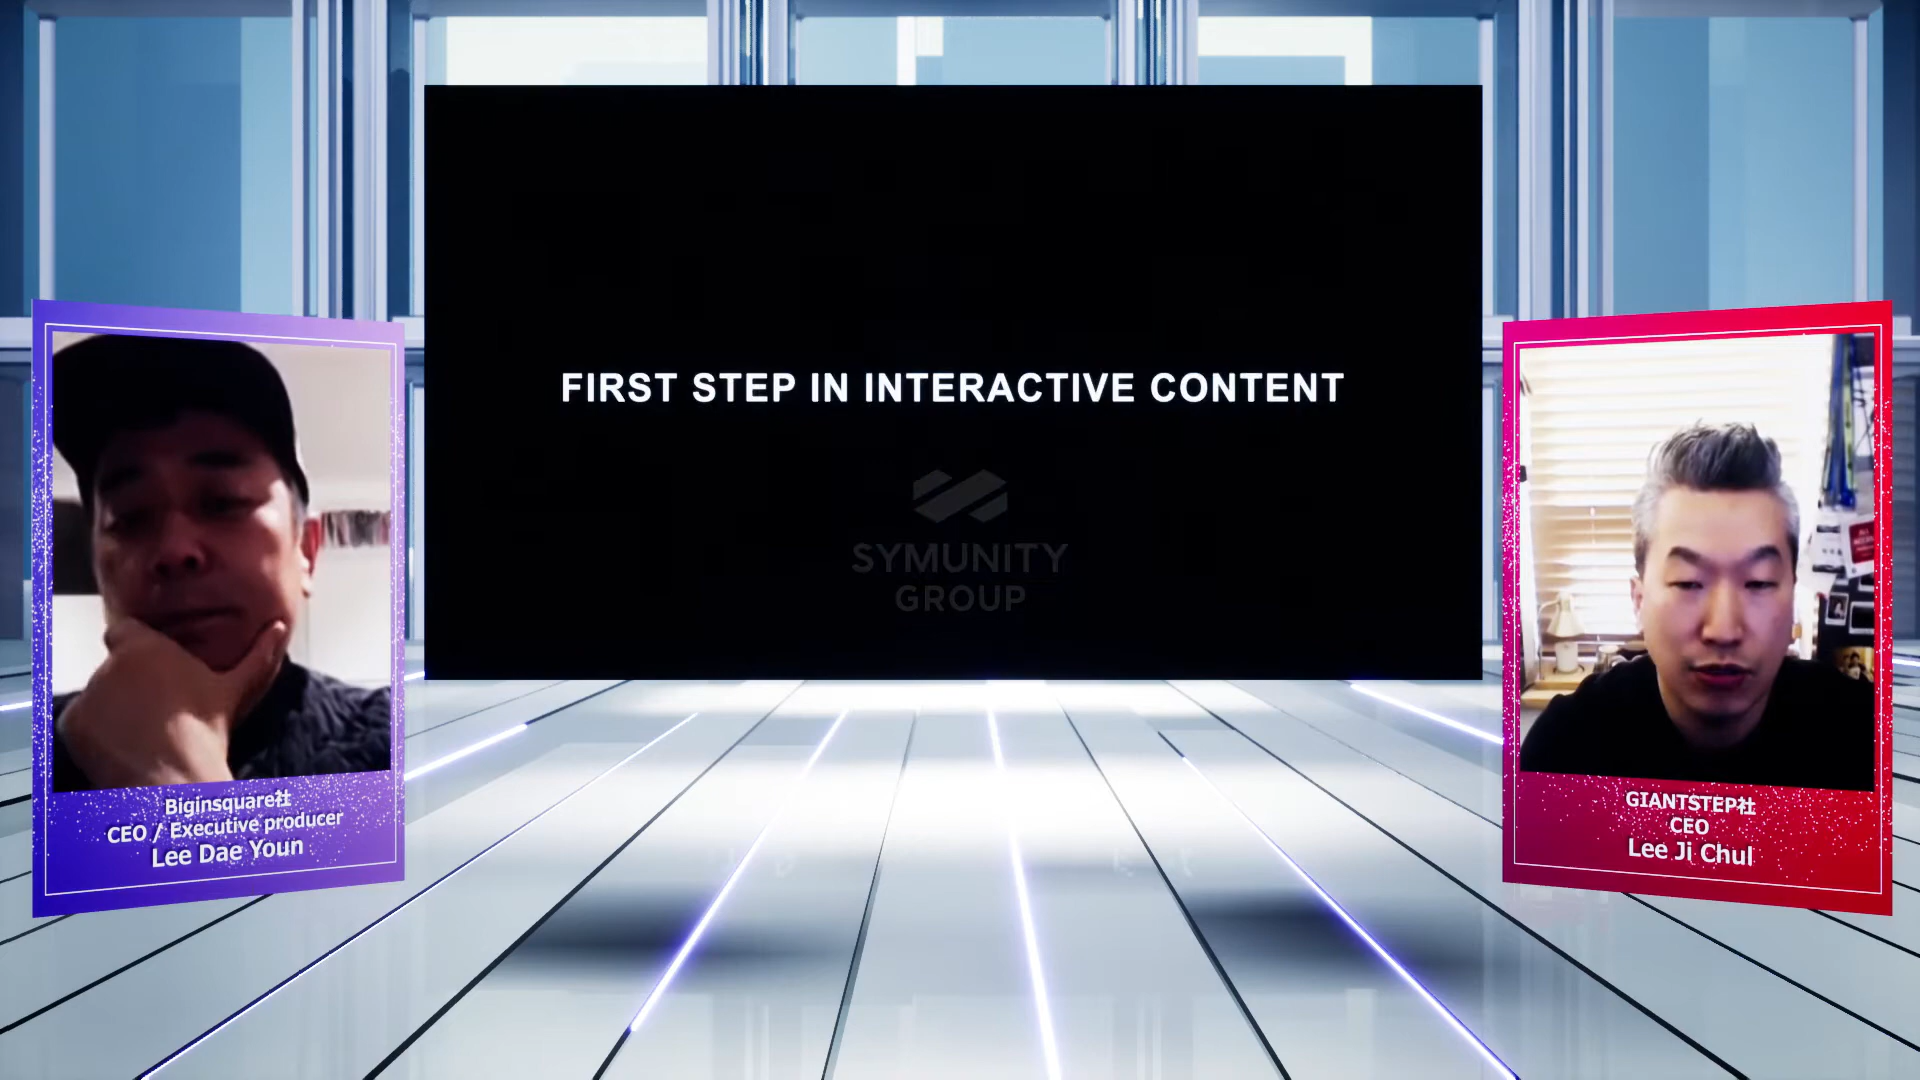 FIRST STEP IN INTERACTIVE CONTENT
SYMUNITY
GROUP
Biginsquare社
CEO / Executive producer
Lee Dae Youn
GIANTSTEP社
CEO
Lee Ji Chul